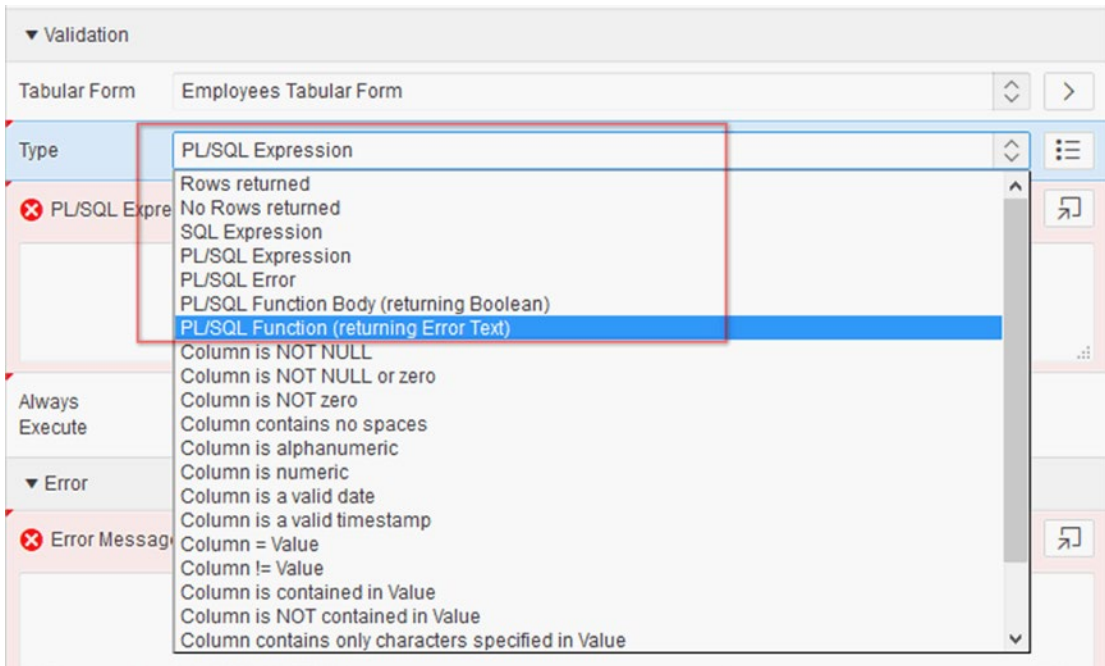 Validation
Tabular Form Employees Tabular Form
Type PL/SQL Expression
Rows returned
PL/SQL Expre No Rows returned
SQL Expression
PL/SQL Expression
PL/SQL Error
PL/SQL Function Body (returning Boolean)
PL/SQL Function (returning Error Text)
Column is NOT NULL
Column is NOT NULL or zero
Always Column is NOT zero
Execute Column contains no spaces
Column is alphanumeric
Column is numeric
Error Column is a valid date
Column is a valid timestamp
Error Messag Column = Value
Column != Value
Column is contained in Value
Column is NOT contained in Value
Column contains only characters specified in Value